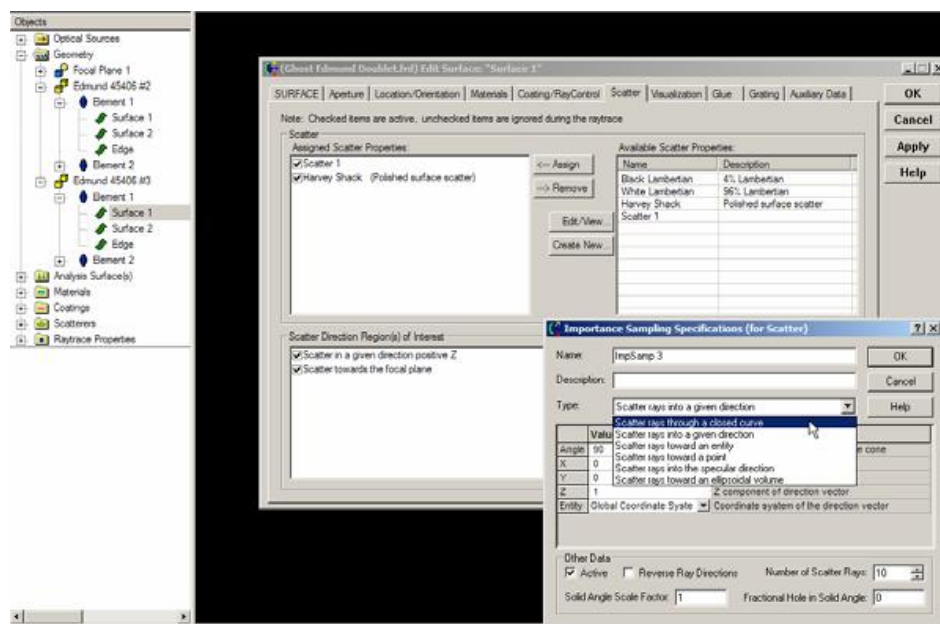 Objects
Optical Sources
Geometry
Focal Plane 1
Edmund 45406 #2
Element 1
Surface 1
Surface 2
Edge
Element 2
Edmund 45406 #3
Element 1
Surface 1
Surface 2
Edge
Element 2
Analysis Surface(s)
Materials
Coatings
Scatterers
Raytrace Properties
(Ghost Edmund Doublet.frd) Edit Surface: "Surface 1"
SURFACE Aperture Location/Orientation Materials Coating/RayControl Scatter Visualization Glue Grating Auxiliary Data
OK
Cancel
Apply
Help
Note: Checked items are active, unchecked items are ignored during the raytrace
Scatter
Assigned Scatter Properties:
Scatter 1
Harvey Shack (Polished surface scatter)
<-- Assign
--> Remove
Edit/View...
Create New...
Available Scatter Properties:
Name Description
Black Lambertian 4% Lambertian
White Lambertian 96% Lambertian
Harvey Shack Polished surface scatter
Scatter 1
Scatter Direction Region(s) of Interest
Scatter in a given direction positive Z
Scatter towards the focal plane
Importance Sampling Specifications (for Scatter)
Name: ImpSamp 3
Description:
Type: Scatter rays into a given direction
OK
Cancel
Help
Scatter rays through a closed curve
Scatter rays into a given direction
Scatter rays toward an entity
Scatter rays toward a point
Scatter rays into the specular direction
Scatter rays toward an ellipsoidal volume
Valu
Angle 90 e cone
X 0
Y 0
Z 1 Z component of direction vector
Entity Global Coordinate Syste Coordinate system of the direction vector
Other Data
Active Reverse Ray Directions Number of Scatter Rays: 10
Solid Angle Scale Factor: 1 Fractional Hole in Solid Angle: 0